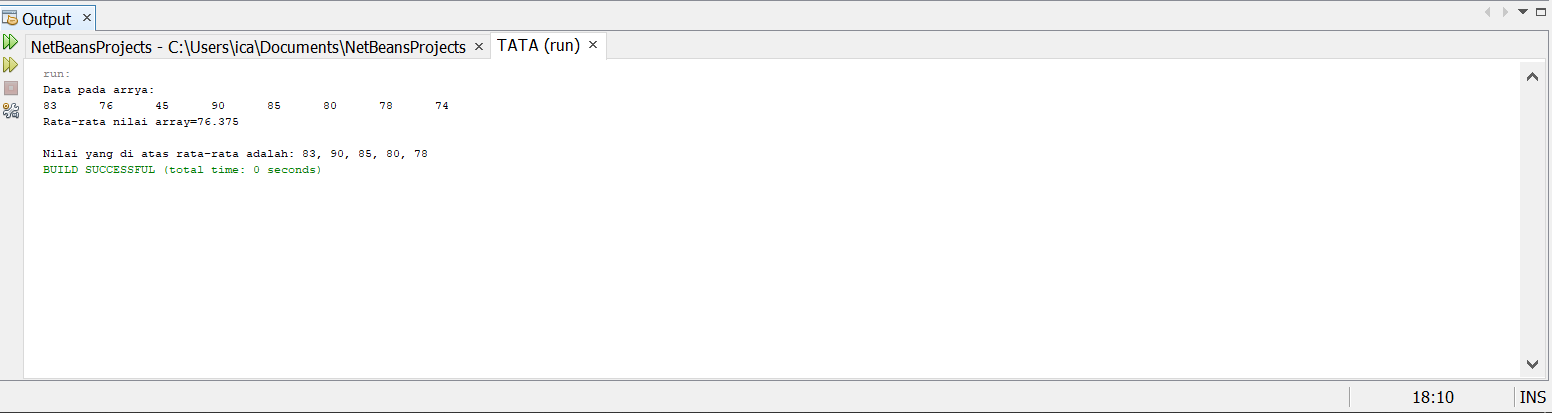 Output ×
NetBeansProjects - C:\Users\ica\Documents\NetBeansProjects × TATA (run) ×
run:
Data pada arrya:
83 76 45 90 85 80 78 74
Rata-rata nilai array=76.375
Nilai yang di atas rata-rata adalah: 83, 90, 85, 80, 78
BUILD SUCCESSFUL (total time: 0 seconds)
18:10 INS